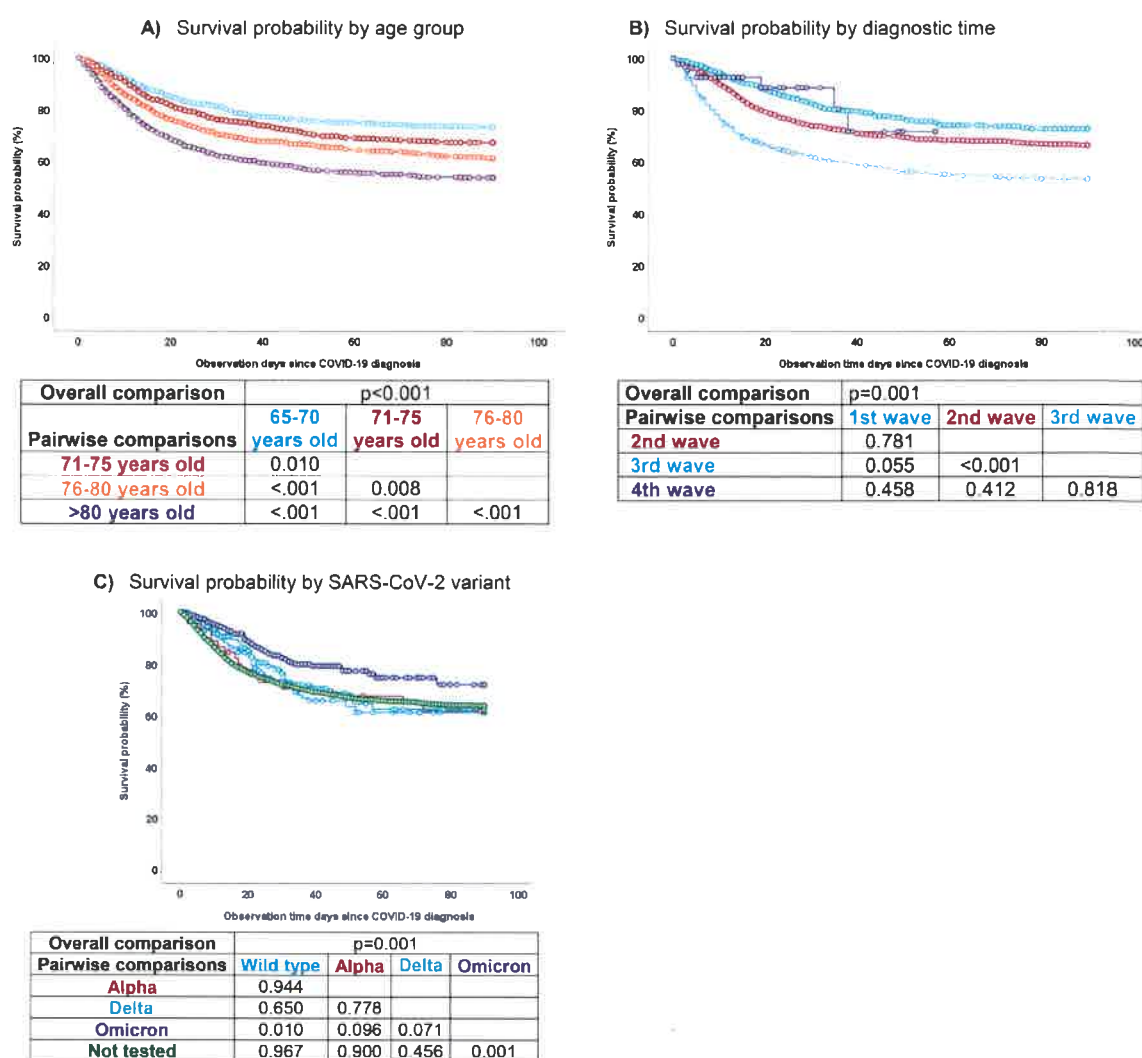 A) Survival probability by age group
100
80
60
40
20
0
Survival probability (%)
0 20 40 60 80 100
Observation days since COVID-19 diagnosis
Overall comparison p<0.001
Pairwise comparisons 65-70 years old 71-75 years old 76-80 years old
71-75 years old 0.010
76-80 years old <.001 0.008
>80 years old <.001 <.001 <.001
B) Survival probability by diagnostic time
100
80
60
40
20
0
Survival probability (%)
0 20 40 60 80 100
Observation time days since COVID-19 diagnosis
Overall comparison p=0.001
Pairwise comparisons 1st wave 2nd wave 3rd wave
2nd wave 0.781
3rd wave 0.055 <0.001
4th wave 0.458 0.412 0.818
C) Survival probability by SARS-CoV-2 variant
100
80
60
40
20
0
Survival probability (%)
0 20 40 60 80 100
Observation time days since COVID-19 diagnosis
Overall comparison p=0.001
Pairwise comparisons Wild type Alpha Delta Omicron
Alpha 0.944
Delta 0.650 0.778
Omicron 0.010 0.096 0.071
Not tested 0.967 0.900 0.456 0.001